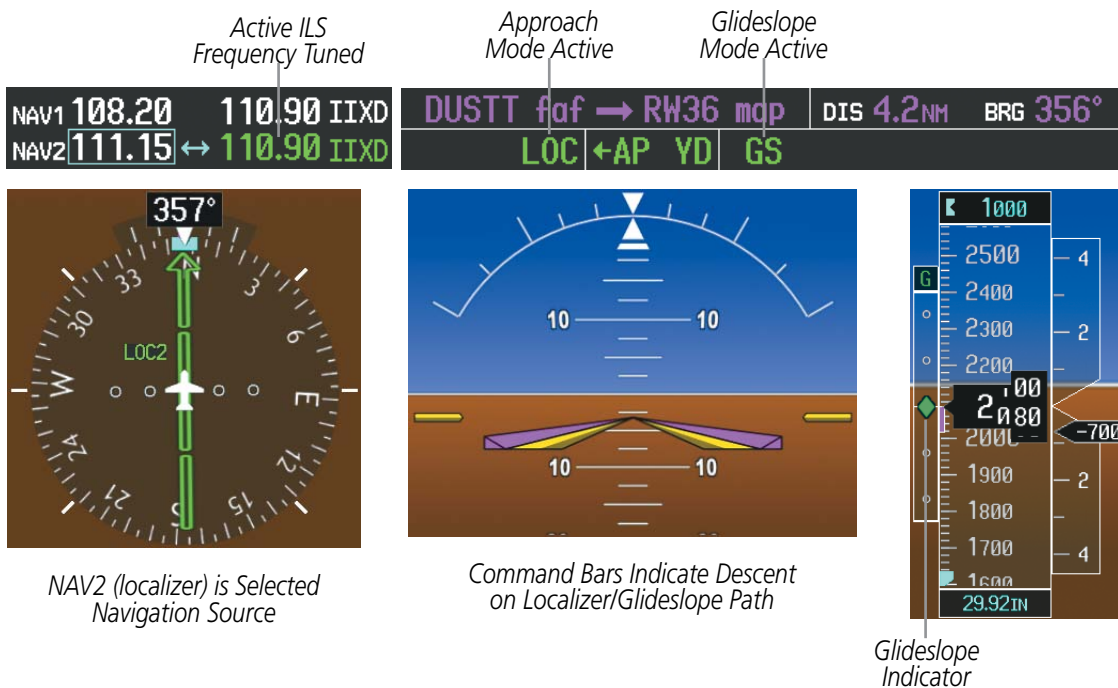 Active ILS
Frequency Tuned
Approach
Mode Active
Glideslope
Mode Active
NAV1 108.20 110.90 IIXD
NAV2 111.15 ↔ 110.90 IIXD
DUSTT faf → RW36 map DIS 4.2NM BRG 356°
LOC ←AP YD GS
357°
N
3
6
E
12
15
S
21
24
W
30
33
LOC2
10 10
10 10
1000
G
2500
2400
2300
2200
2000
1900
1800
1700
1600
2
00
80
4
2
-700
2
4
29.92IN
NAV2 (localizer) is Selected
Navigation Source
Command Bars Indicate Descent
on Localizer/Glideslope Path
Glideslope
Indicator